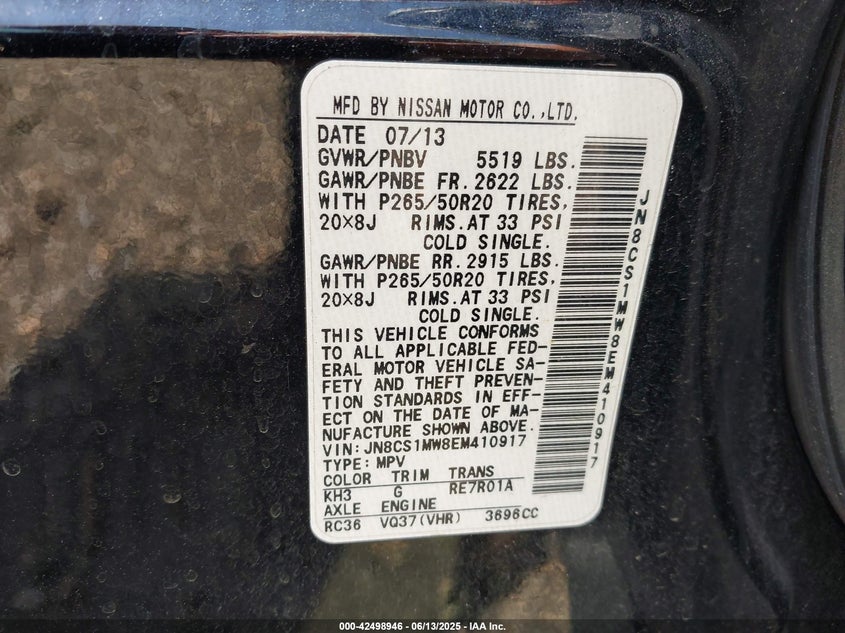 MFD BY NISSAN MOTOR CO.,LTD.
DATE 07/13
GVWR/PNBV 5519 LBS.
GAWR/PNBE FR.2622 LBS.
WITH P265/50R20 TIRES,
20×8J RIMS.AT 33 PSI
COLD SINGLE.
GAWR/PNBE RR.2915 LBS.
WITH P265/50R20 TIRES,
20×8J RIMS.AT 33 PSI
COLD SINGLE.
THIS VEHICLE CONFORMS
TO ALL APPLICABLE FED-
ERAL MOTOR VEHICLE SA-
FETY AND THEFT PREVEN-
TION STANDARDS IN EFF-
ECT ON THE DATE OF MA-
NUFACTURE SHOWN ABOVE.
VIN:JN8CS1MW8EM410917
TYPE:MPV
COLOR TRIM TRANS
KH3 G RE7R01A
AXLE ENGINE
RC36 VQ37(VHR) 3696CC
JN8CS1MW8EM410917
000-42498946 - 06/13/2025 - IAA Inc.